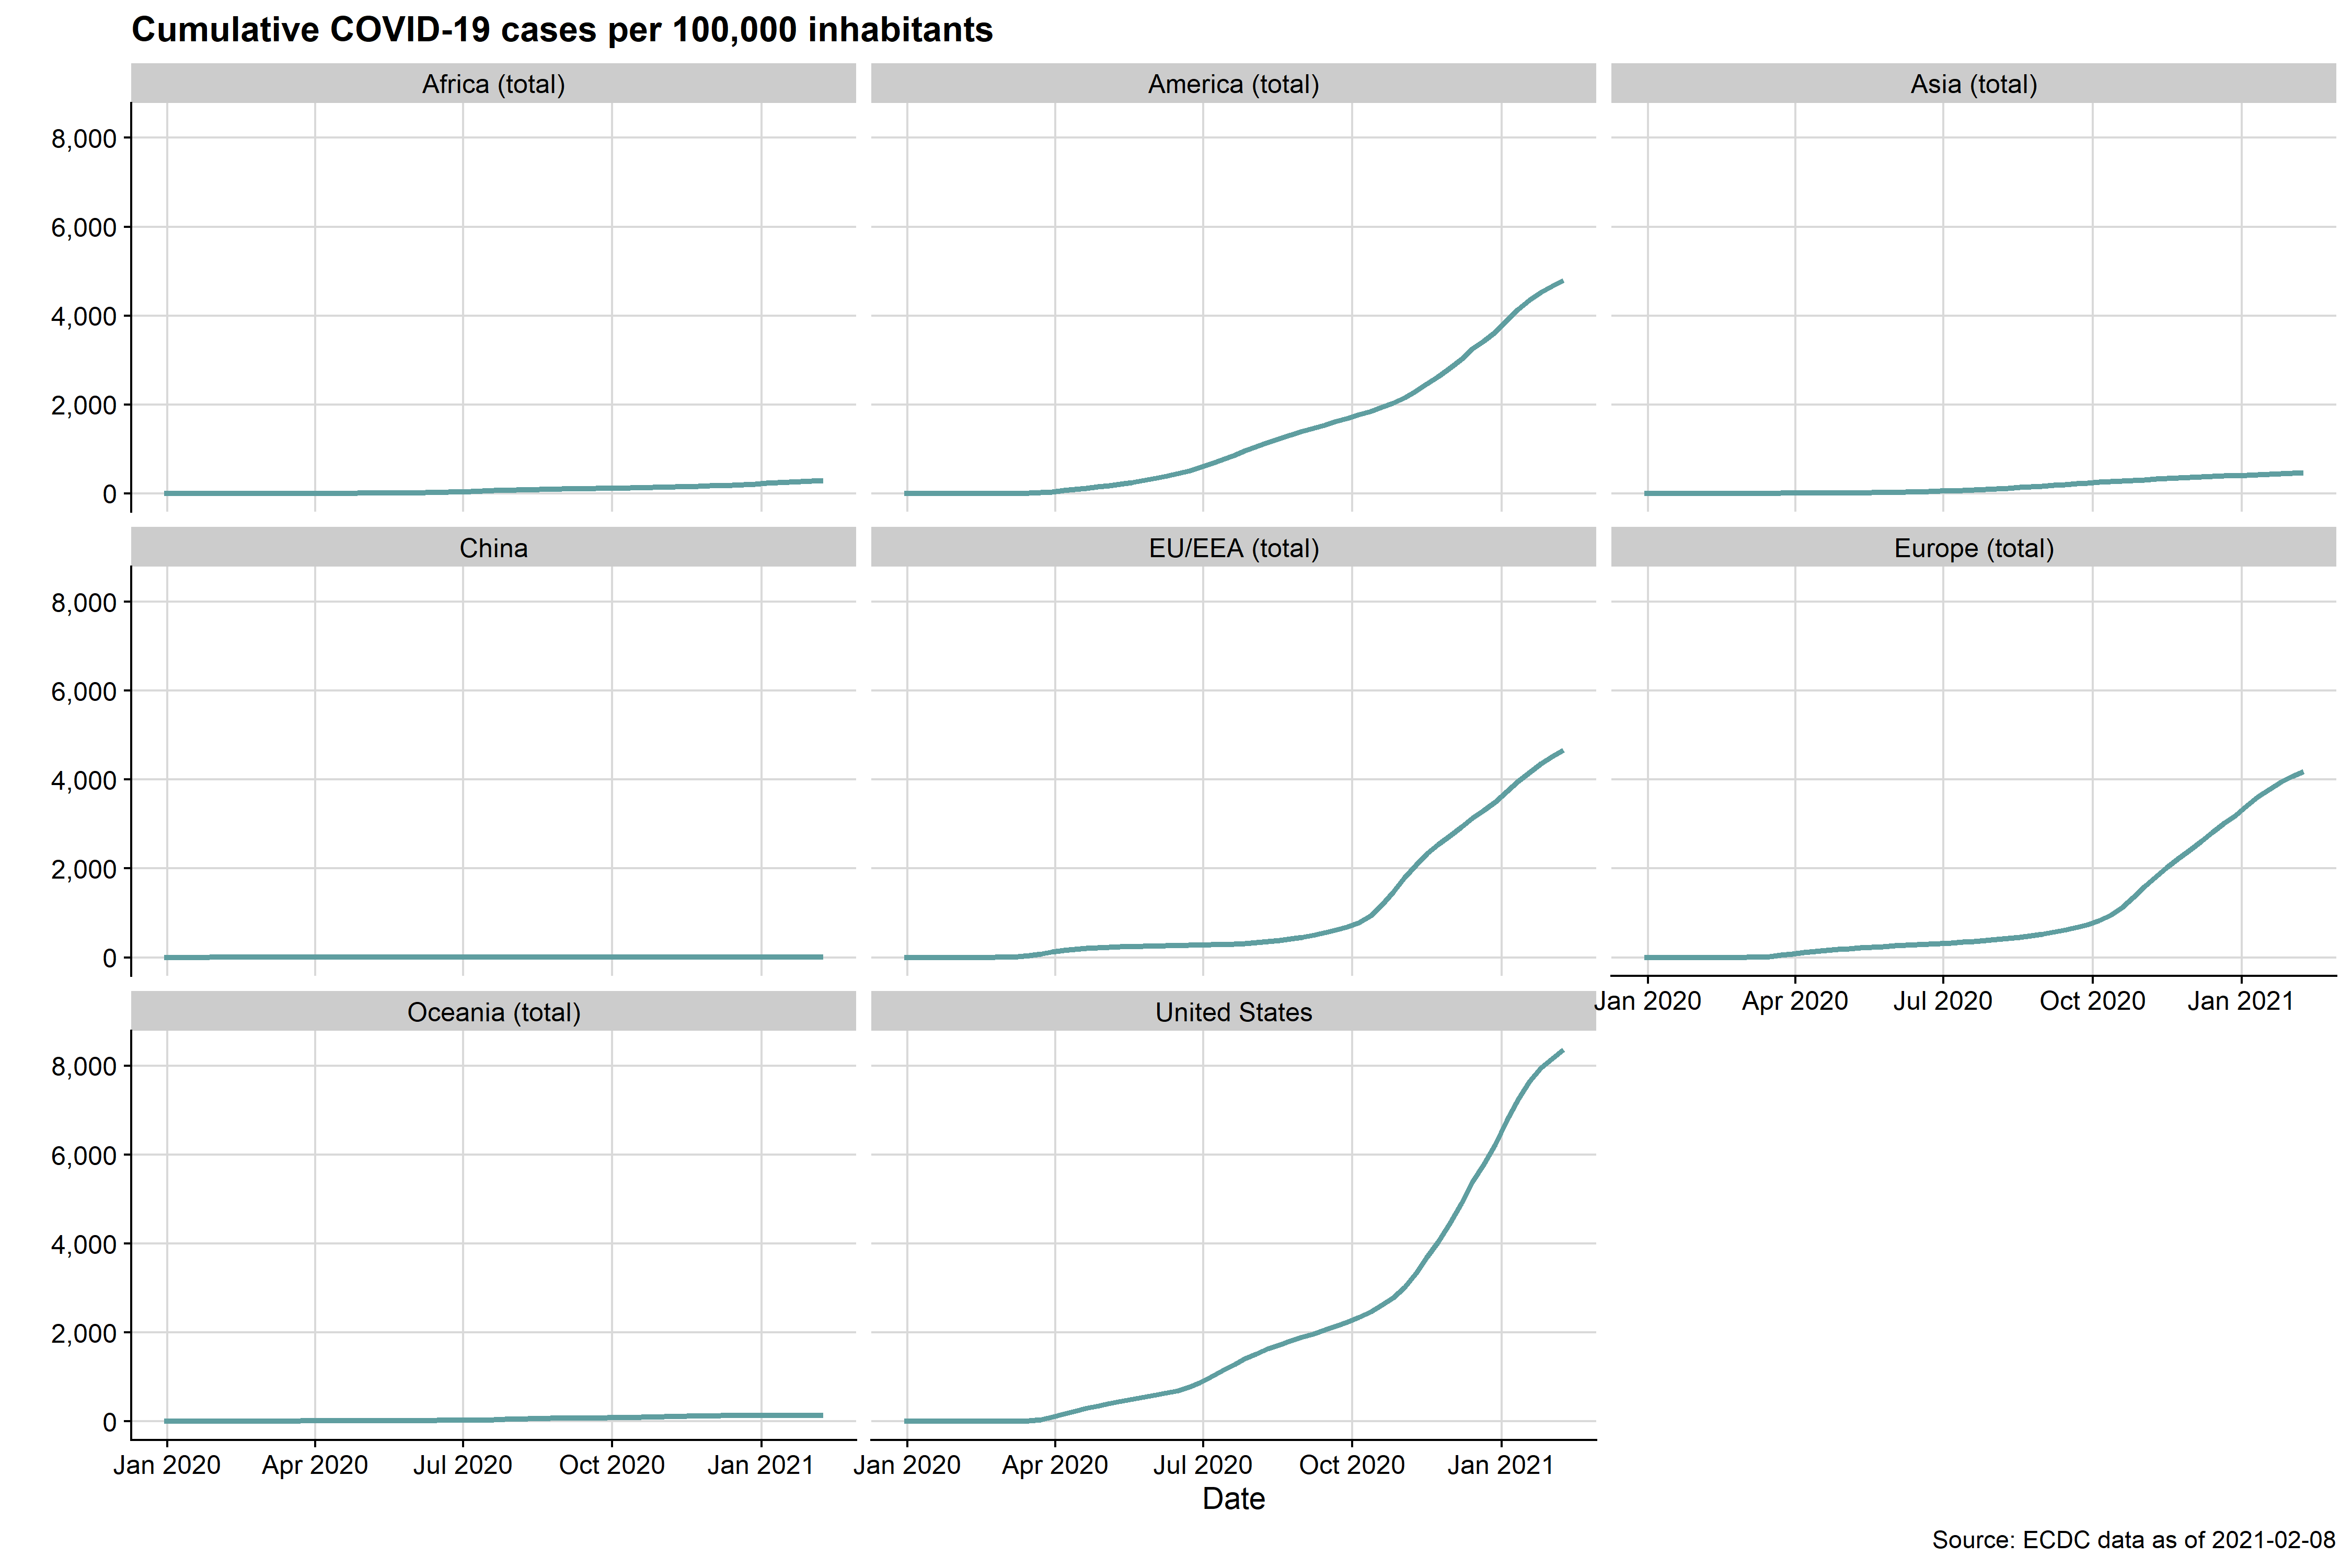 Cumulative COVID-19 cases per 100,000 inhabitants
Africa (total)
America (total)
Asia (total)
8,000
6,000
4,000
2,000
0
China
EU/EEA (total)
Europe (total)
8,000
6,000
4,000
2,000
0
Jan 2020 Apr 2020 Jul 2020 Oct 2020 Jan 2021
Oceania (total)
United States
8,000
6,000
4,000
2,000
0
Jan 2020 Apr 2020 Jul 2020 Oct 2020 Jan 2021
Jan 2020 Apr 2020 Jul 2020 Oct 2020 Jan 2021
Date
Source: ECDC data as of 2021-02-08